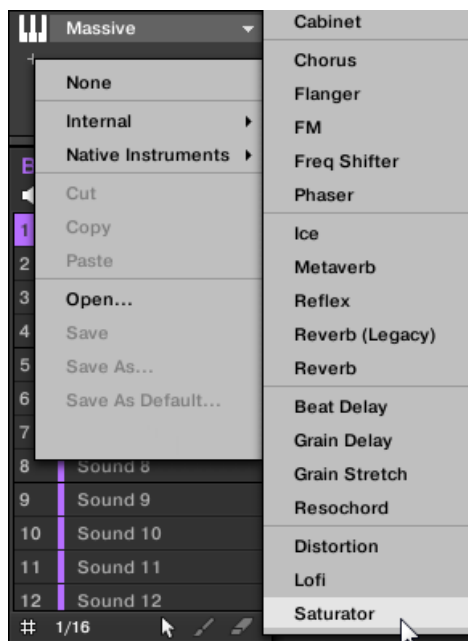 Massive
+
None
Internal
Native Instruments
Cut
Copy
Paste
Open...
Save
Save As...
Save As Default...
B
1
2
3
4
5
6
7
8 Sound 8
9 Sound 9
10 Sound 10
11 Sound 11
12 Sound 12
# 1/16
Cabinet
Chorus
Flanger
FM
Freq Shifter
Phaser
Ice
Metaverb
Reflex
Reverb (Legacy)
Reverb
Beat Delay
Grain Delay
Grain Stretch
Resochord
Distortion
Lofi
Saturator